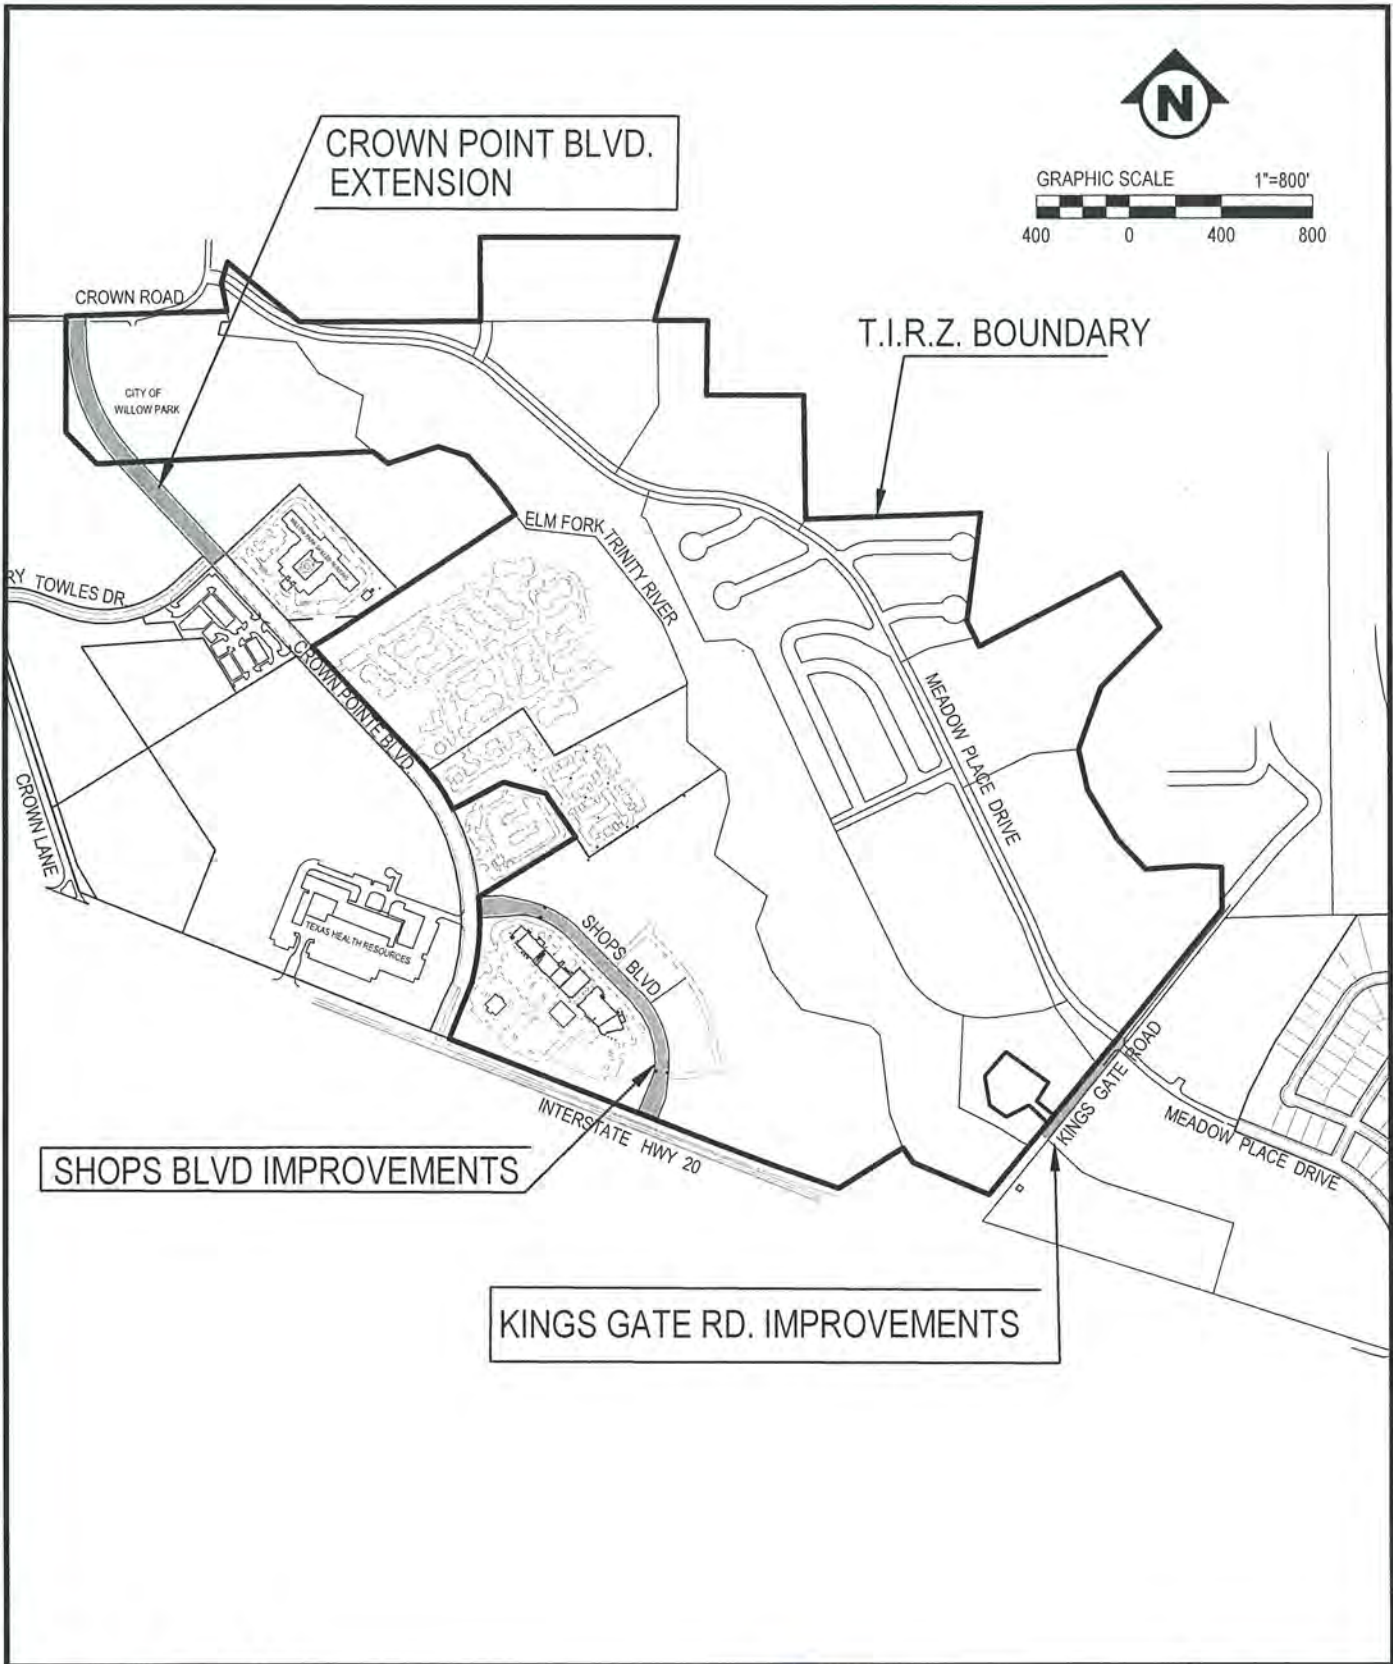 N
GRAPHIC SCALE 1"=800'
400 0 400 800
CROWN POINT BLVD.
EXTENSION
CROWN ROAD
T.I.R.Z. BOUNDARY
CITY OF
WILLOW PARK
ELM FORK TRINITY RIVER
RY TOWLES DR
CROWN POINTE BLVD.
MEADOW PLACE DRIVE
CROWN LANE
TEXAS HEALTH RESOURCES
SHOPS BLVD
KINGS GATE ROAD
MEADOW PLACE DRIVE
INTERSTATE HWY 20
SHOPS BLVD IMPROVEMENTS
KINGS GATE RD. IMPROVEMENTS